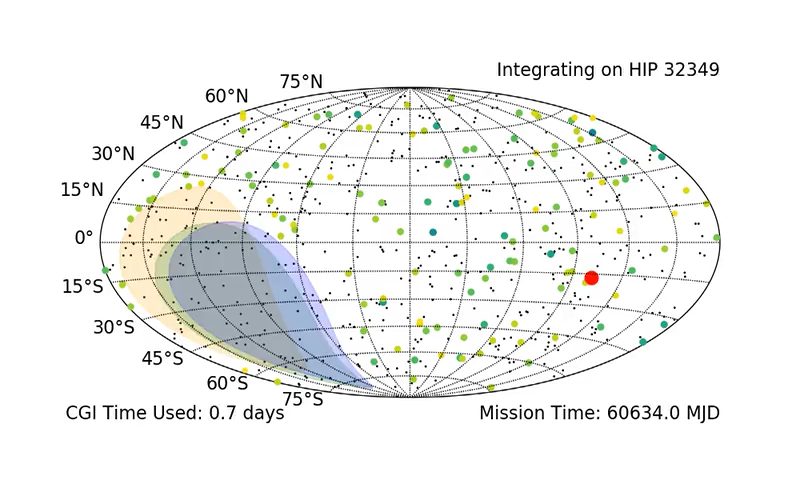 Integrating on HIP 32349
75°N
60°N
45°N
30°N
15°N
0°
15°S
30°S
45°S
60°S
75°S
CGI Time Used: 0.7 days
Mission Time: 60634.0 MJD